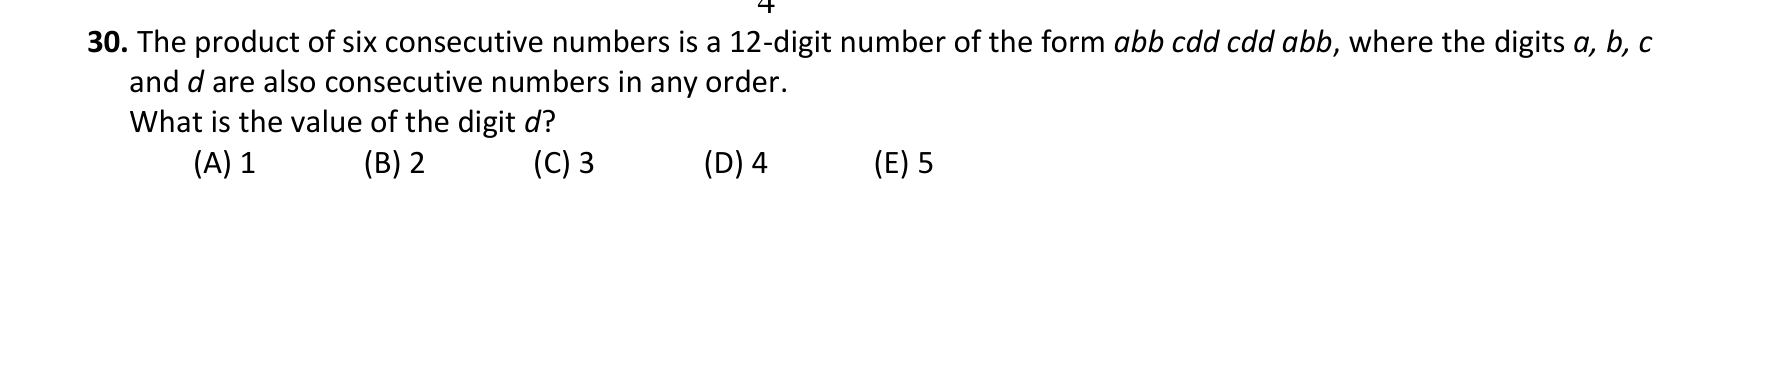 4
30. The product of six consecutive numbers is a 12-digit number of the form abb cdd cdd abb, where the digits a, b, c
and d are also consecutive numbers in any order.
What is the value of the digit d?
(A) 1 (B) 2 (C) 3 (D) 4 (E) 5